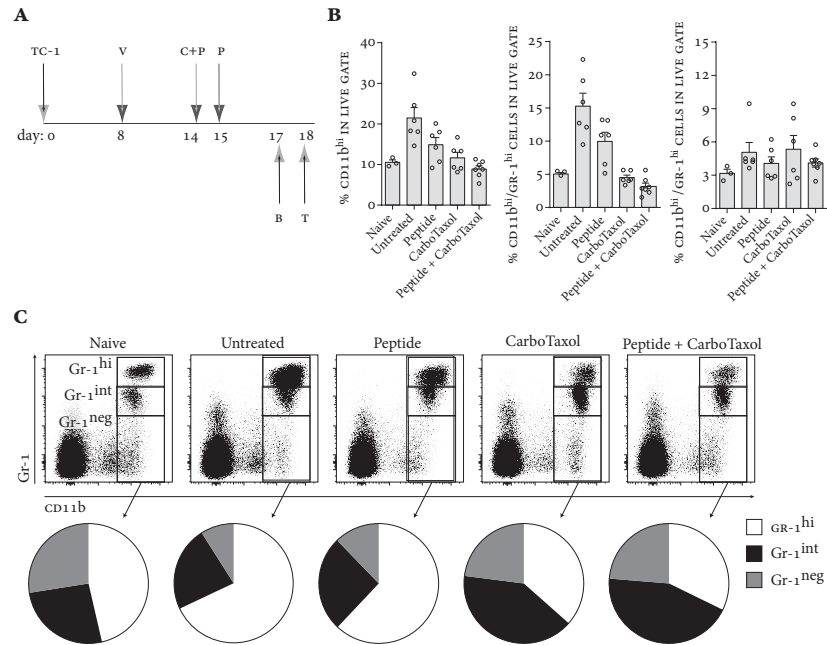 A
TC-1 V C+P P
day: 0 8 14 15 17 18
B T
B
% CD11b^hi IN LIVE GATE
40
30
20
10
0
Naive
Untreated
Peptide
CarboTaxol
Peptide + CarboTaxol
% CD11b^hi/GR-1^hi CELLS IN LIVE GATE
25
20
15
10
5
0
Naive
Untreated
Peptide
CarboTaxol
Peptide + CarboTaxol
% CD11b^hi/GR-1^hi CELLS IN LIVE GATE
15
12
9
6
3
0
Naive
Untreated
Peptide
CarboTaxol
Peptide + CarboTaxol
C
Naive Untreated Peptide CarboTaxol Peptide + CarboTaxol
Gr-1^hi
Gr-1^int
Gr-1^neg
Gr-1
CD11b
GR-1^hi
Gr-1^int
Gr-1^neg